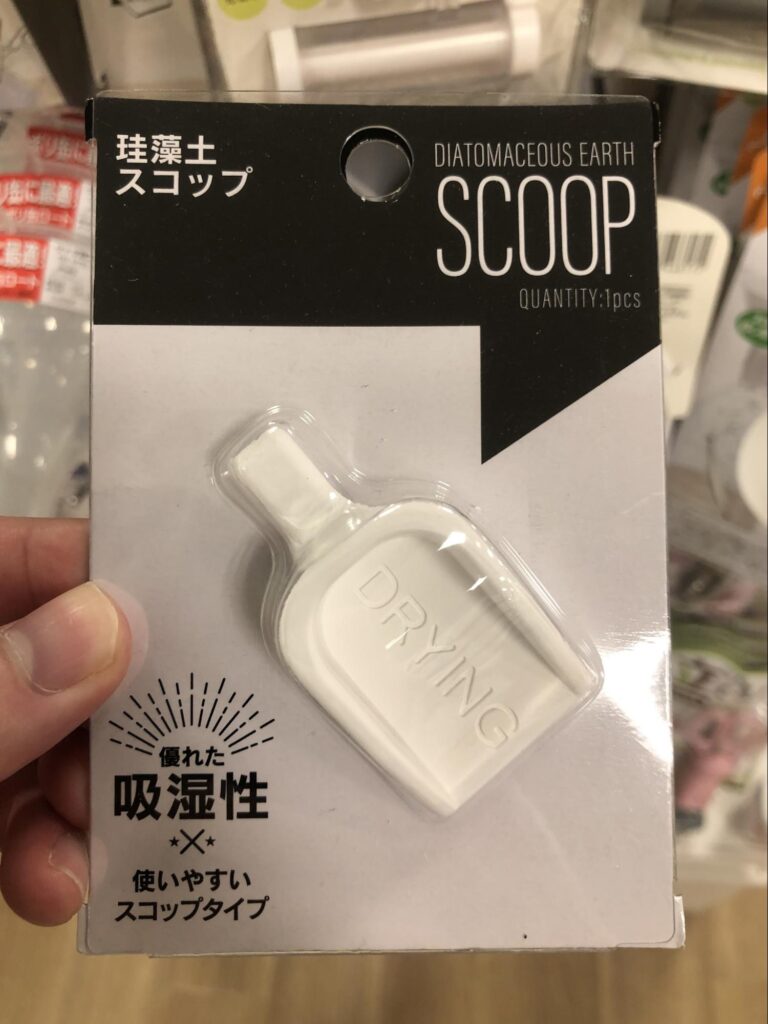 珪藻土
スコップ
DIATOMACEOUS EARTH
SCOOP
QUANTITY:1pcs
DRYING
優れた
吸湿性
使いやすい
スコップタイプ